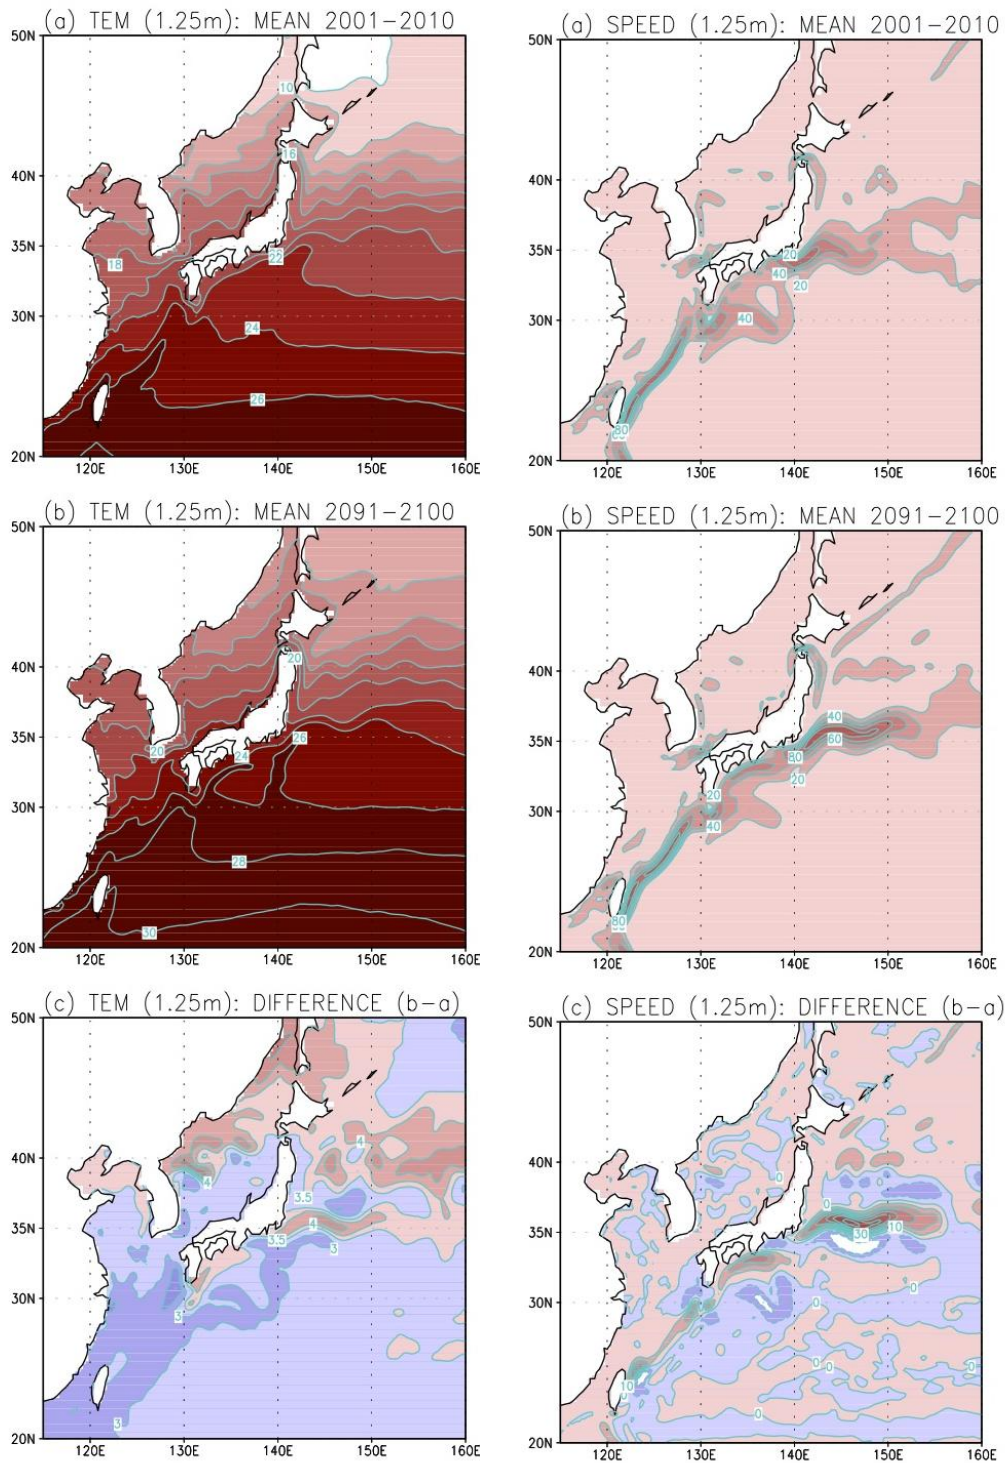 (a) TEM (1.25m): MEAN 2001-2010
50N
40N
35N
30N
20N
120E 130E 140E 150E 160E
10
16
18
22
24
26
(a) SPEED (1.25m): MEAN 2001-2010
50N
40N
35N
30N
20N
120E 130E 140E 150E 160E
20
40
20
40
80
(b) TEM (1.25m): MEAN 2091-2100
50N
40N
35N
30N
20N
120E 130E 140E 150E 160E
20
20
26
24
28
30
(b) SPEED (1.25m): MEAN 2091-2100
50N
40N
35N
30N
20N
120E 130E 140E 150E 160E
40
60
80
20
20
40
80
(c) TEM (1.25m): DIFFERENCE (b-a)
50N
40N
35N
30N
20N
120E 130E 140E 150E 160E
4
4
3.5
4
3.5
3
3
3
(c) SPEED (1.25m): DIFFERENCE (b-a)
50N
40N
35N
30N
20N
120E 130E 140E 150E 160E
0
0
10
30
0
0
0
0
0
10
0